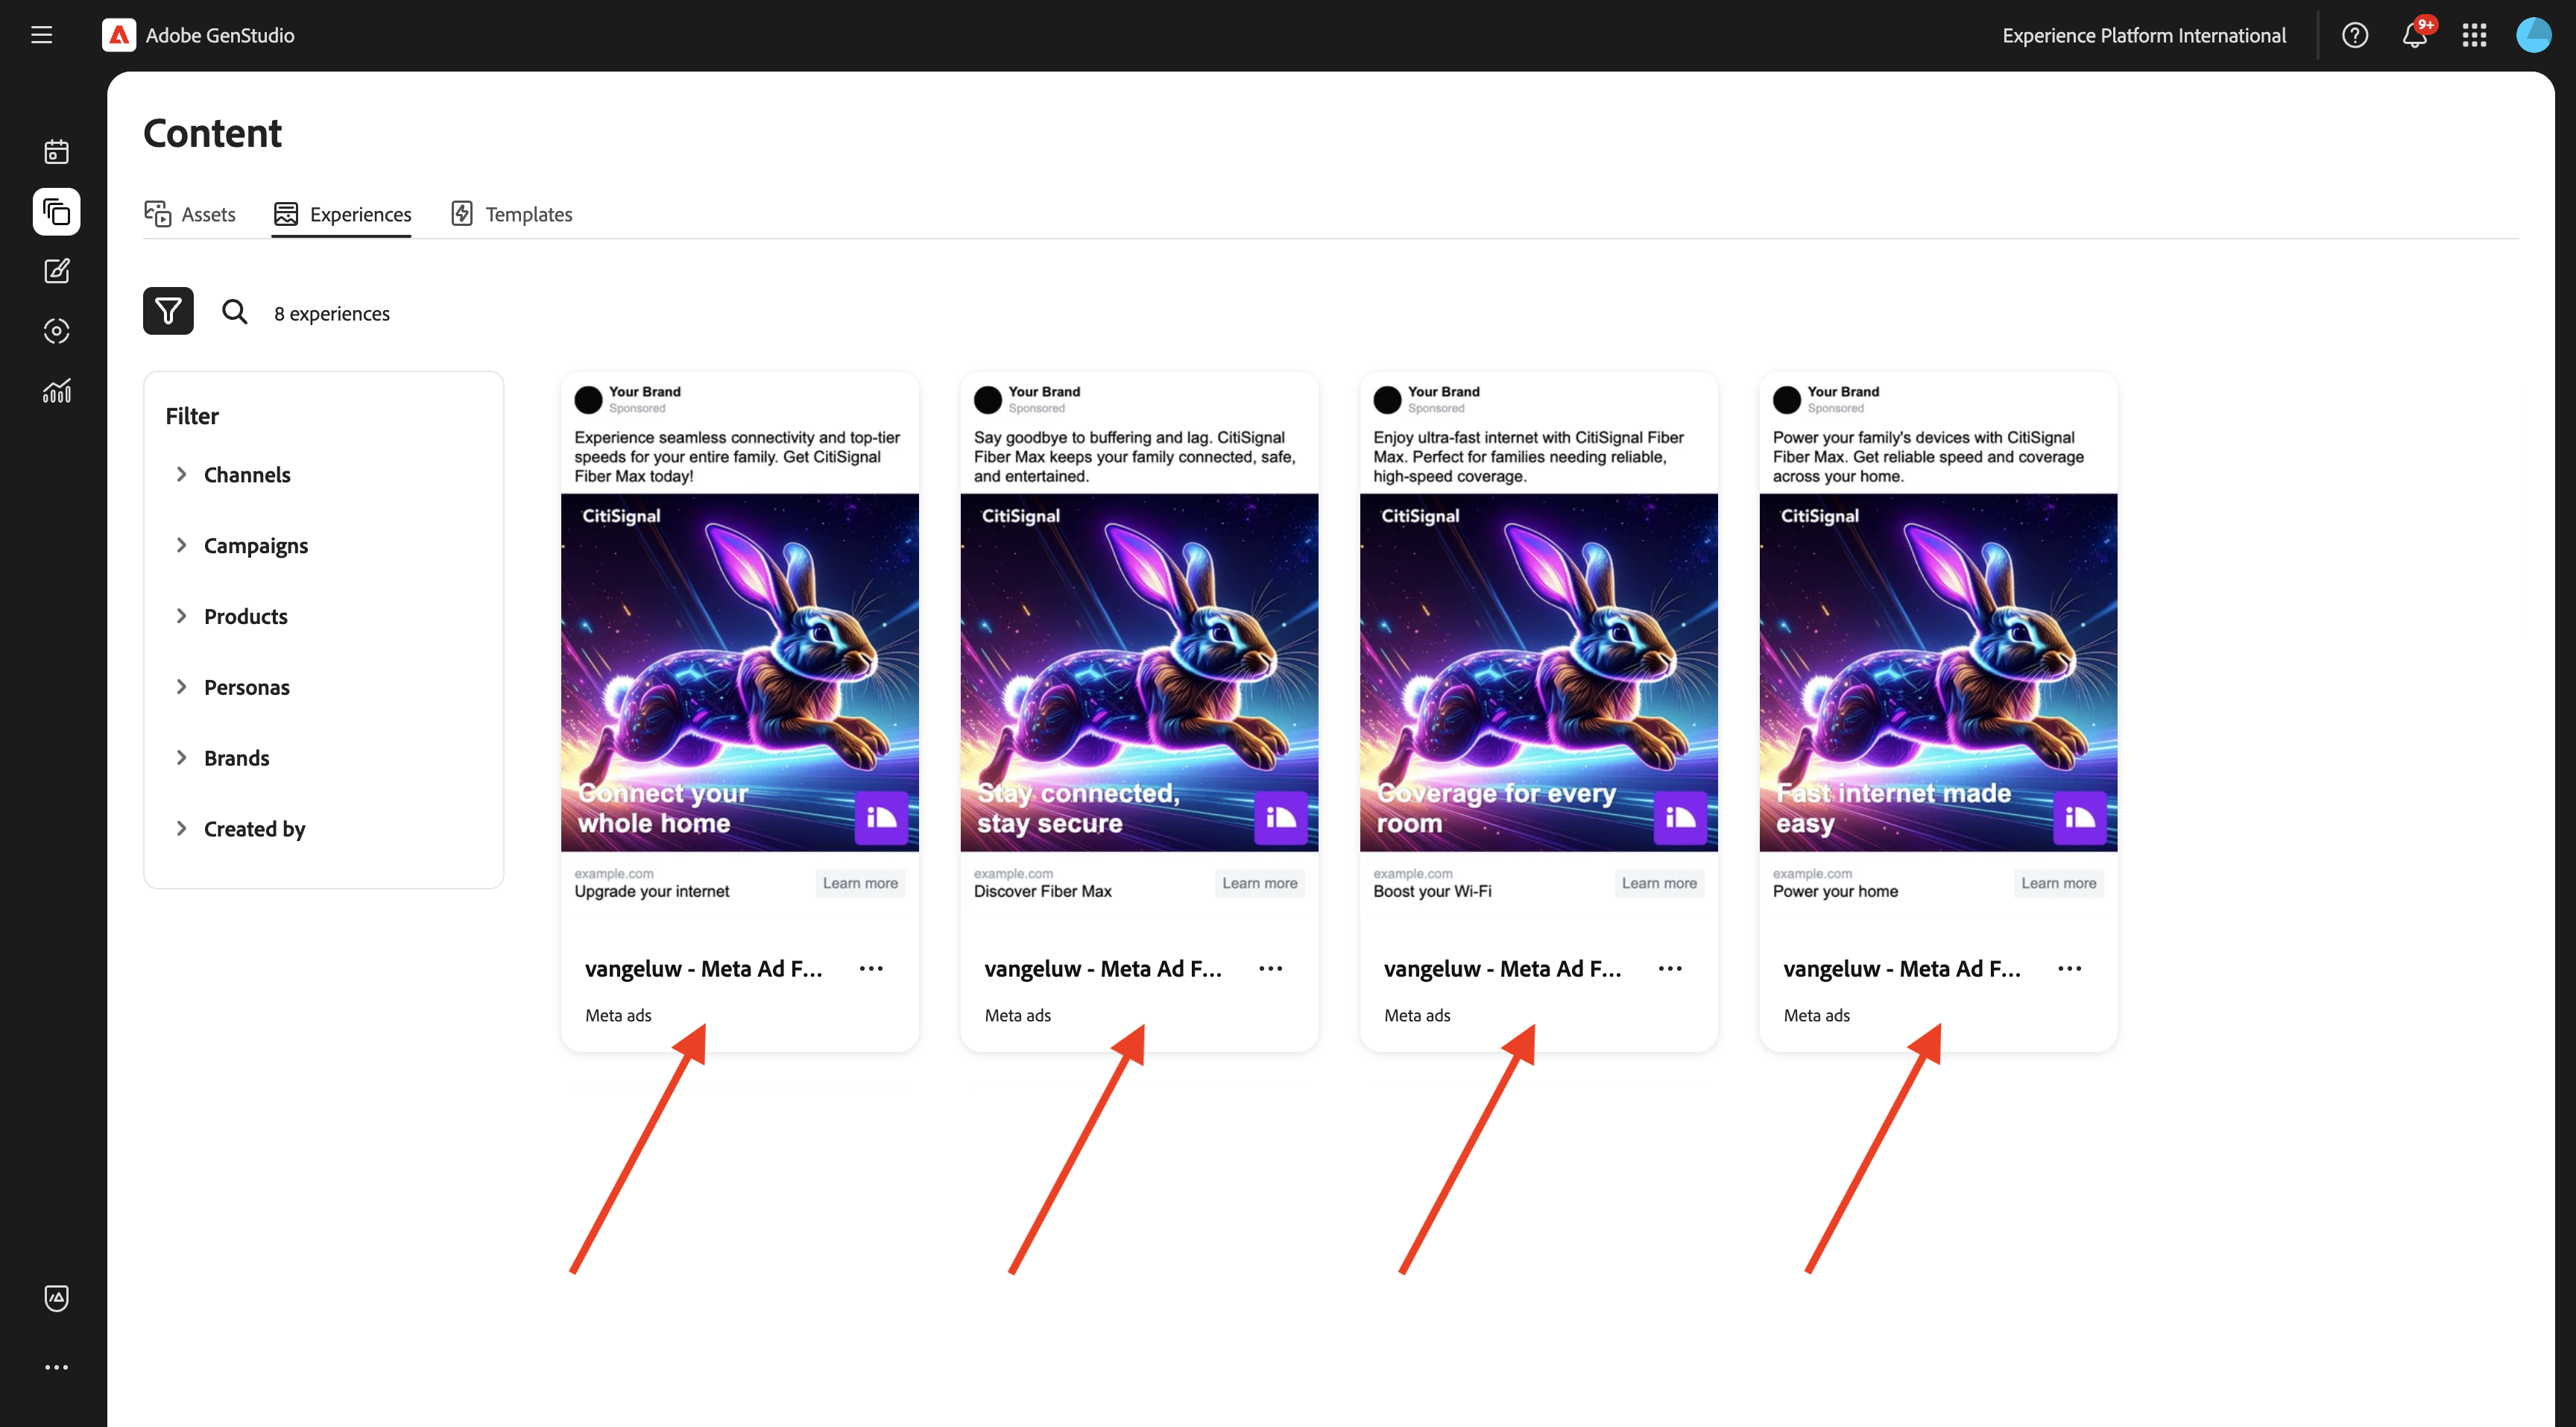 Adobe GenStudio
Experience Platform International
9+
Content
Assets
Experiences
Templates
8 experiences
Filter
Channels
Campaigns
Products
Personas
Brands
Created by
Your Brand
Sponsored
Experience seamless connectivity and top-tier
speeds for your entire family. Get CitiSignal
Fiber Max today!
CitiSignal
Connect your
whole home
example.com
Upgrade your internet
Learn more
vangeluw - Meta Ad F...
Meta ads
Your Brand
Sponsored
Say goodbye to buffering and lag. CitiSignal
Fiber Max keeps your family connected, safe,
and entertained.
CitiSignal
Stay connected,
stay secure
example.com
Discover Fiber Max
Learn more
vangeluw - Meta Ad F...
Meta ads
Your Brand
Sponsored
Enjoy ultra-fast internet with CitiSignal Fiber
Max. Perfect for families needing reliable,
high-speed coverage.
CitiSignal
Coverage for every
room
example.com
Boost your Wi-Fi
Learn more
vangeluw - Meta Ad F...
Meta ads
Your Brand
Sponsored
Power your family's devices with CitiSignal
Fiber Max. Get reliable speed and coverage
across your home.
CitiSignal
Fast internet made
easy
example.com
Power your home
Learn more
vangeluw - Meta Ad F...
Meta ads